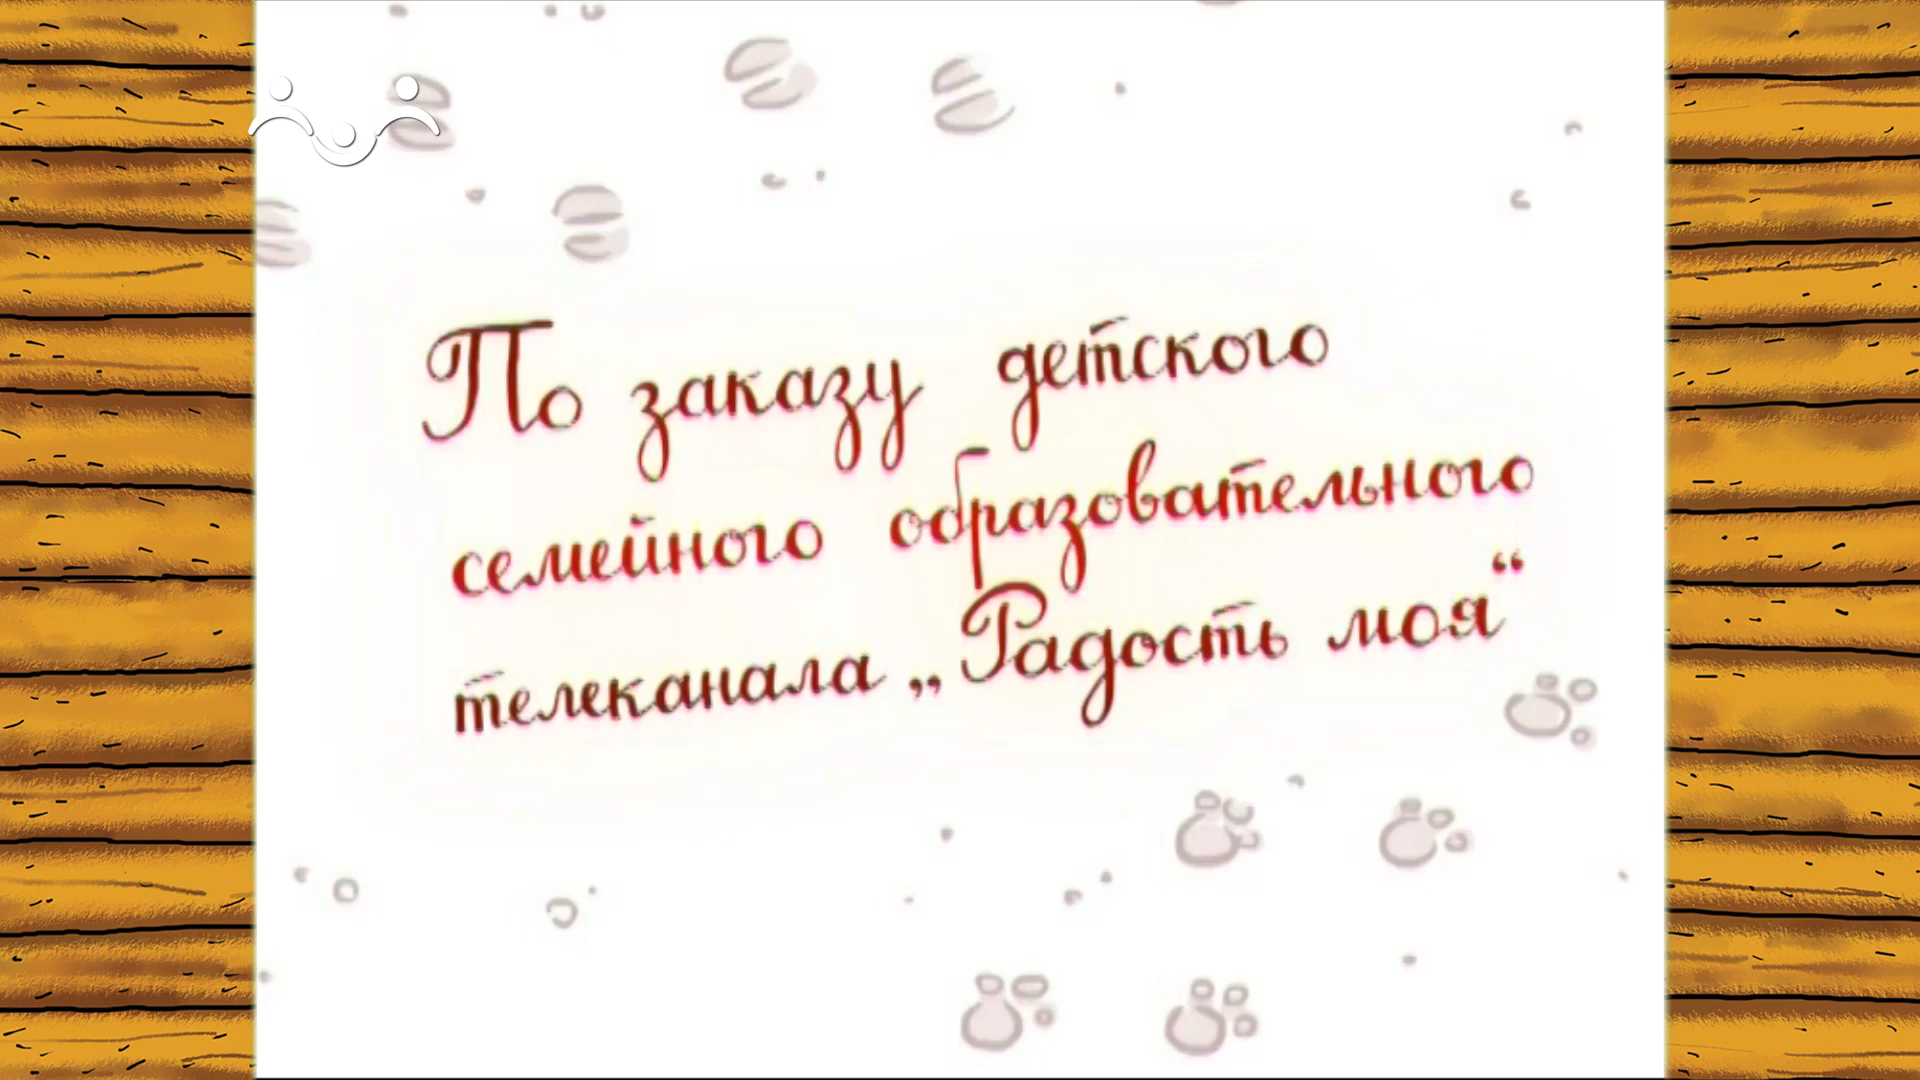 По заказу детского
семейного образовательного
телеканала „Радость моя“